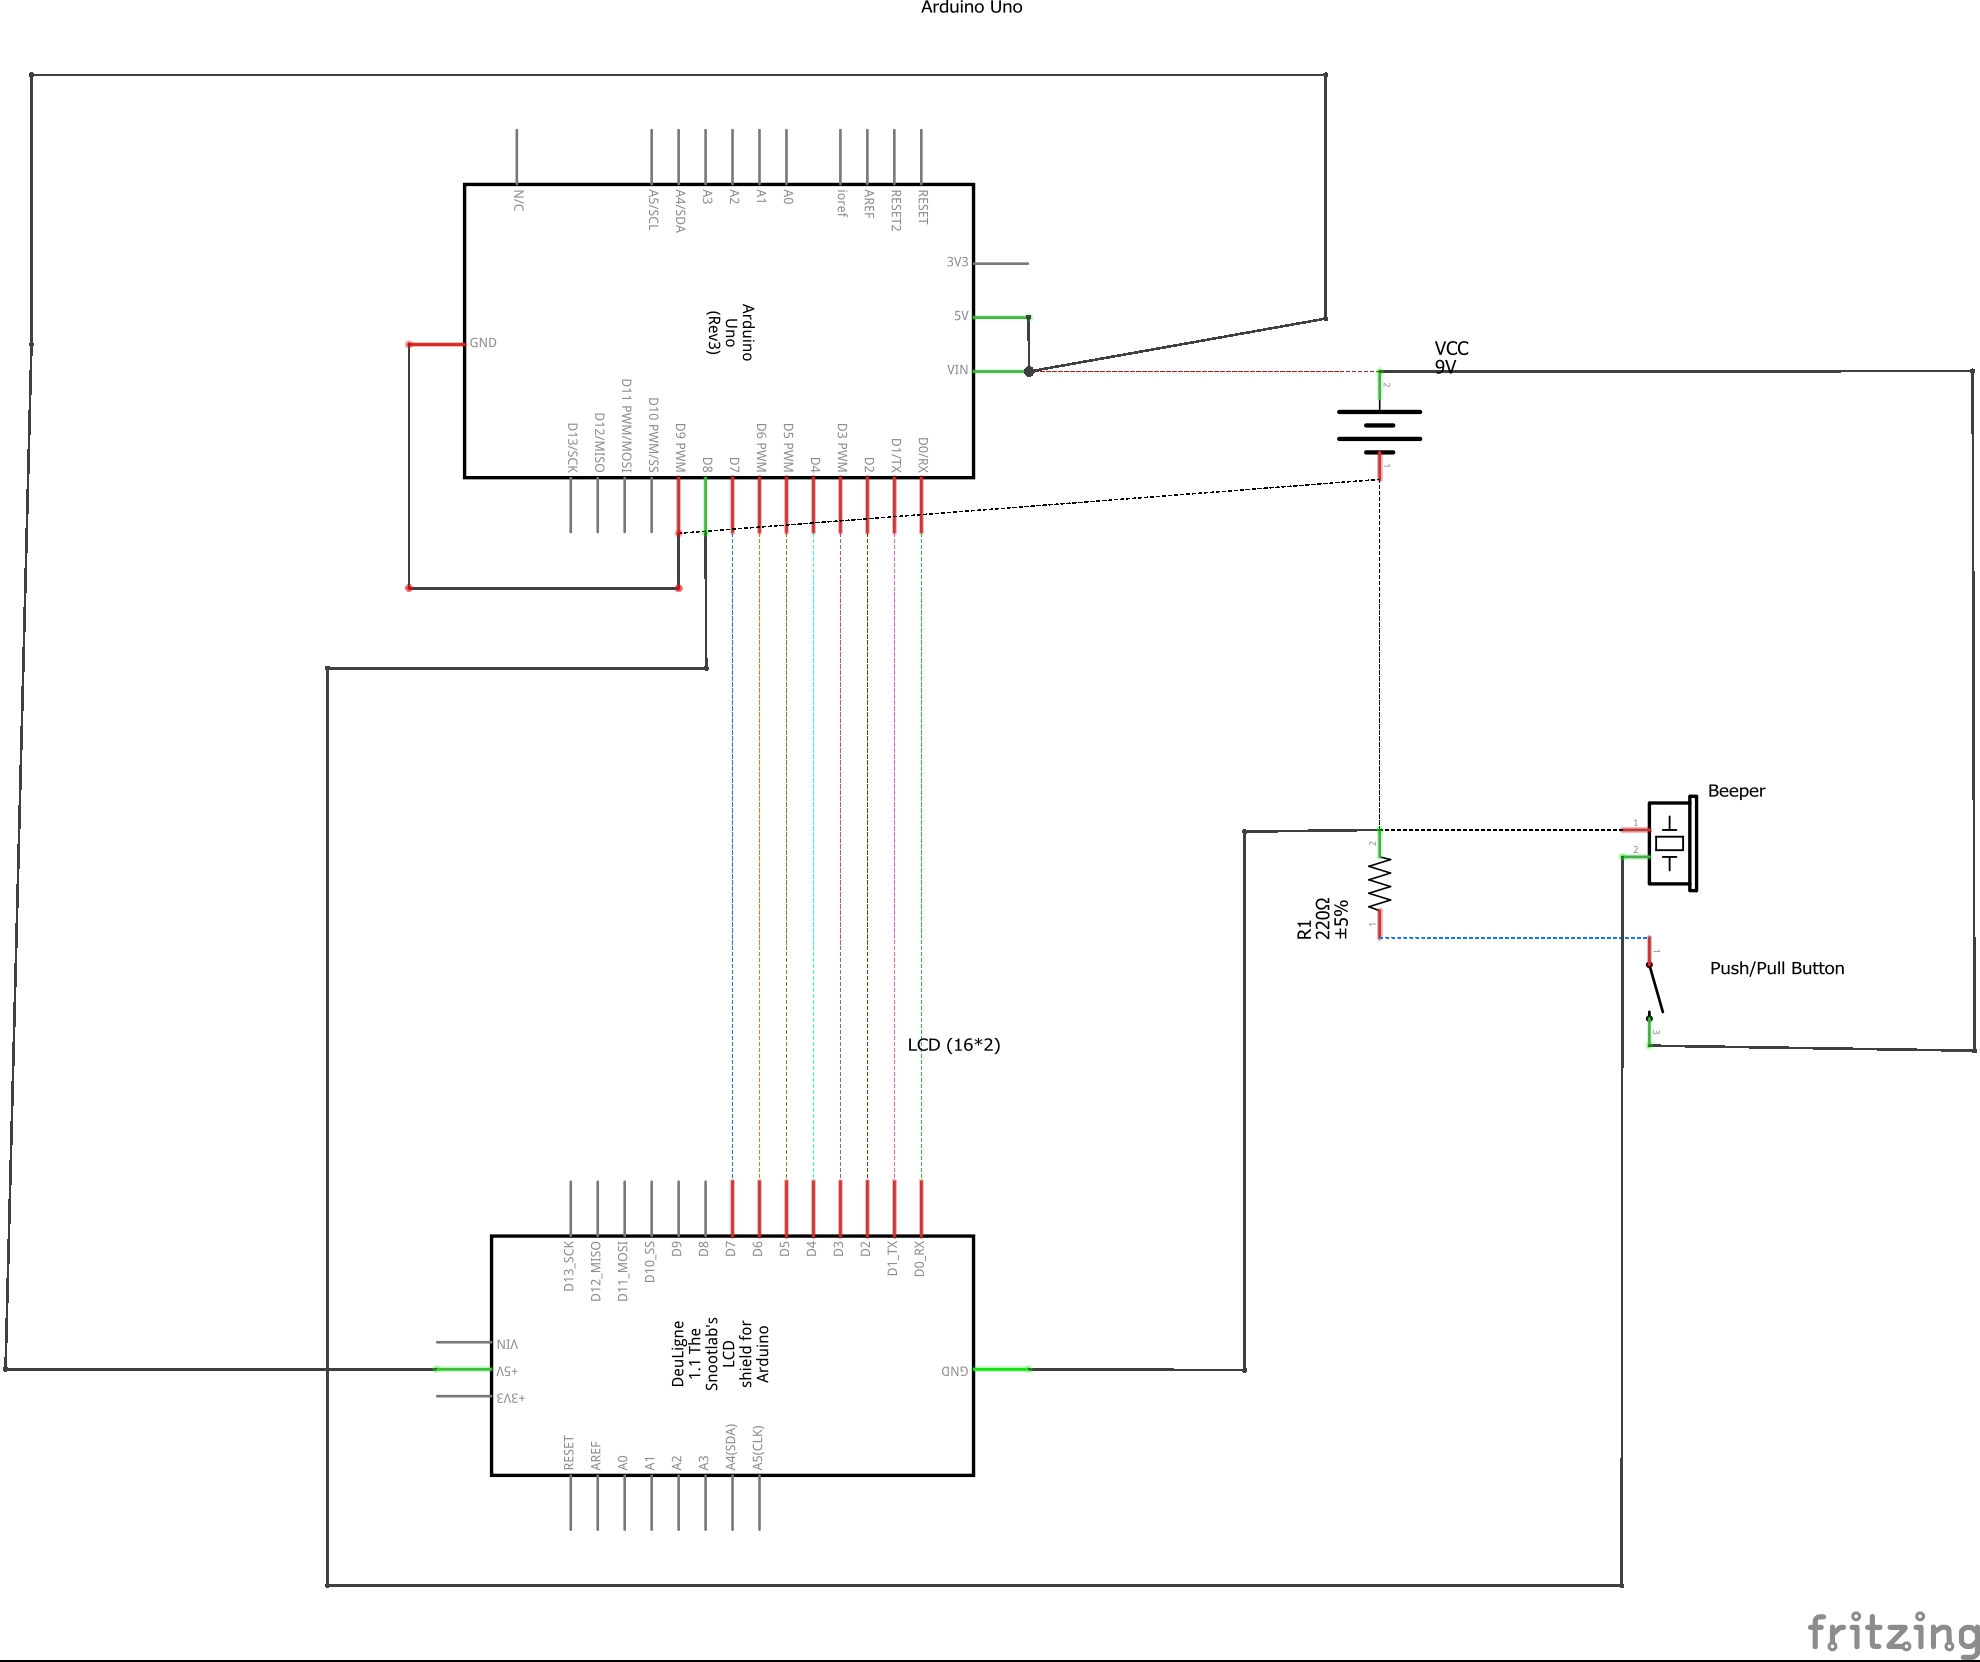 Arduino Uno
N/C
A5/SCL
A4/SDA
A3
A2
A1
A0
ioref
AREF
RESET2
RESET
3V3
5V
VIN
GND
Arduino
Uno
(Rev3)
D13/SCK
D12/MISO
D11 PWM/MOSI
D10 PWM/SS
D9 PWM
D8
D7
D6 PWM
D5 PWM
D4
D3 PWM
D2
D1/TX
D0/RX
VCC
9V
2
1
Beeper
1
2
2
1
R1
220Ω
±5%
1
3
Push/Pull Button
LCD (16*2)
D13_SCK
D12_MISO
D11_MOSI
D10_SS
D9
D8
D7
D6
D5
D4
D3
D2
D1_TX
D0_RX
VIN
+5V
+3V3
DeuLigne
1.1 The
Snootlab's
LCD
shield for
Arduino
GND
RESET
AREF
A0
A1
A2
A3
A4(SDA)
A5(CLK)
fritzing